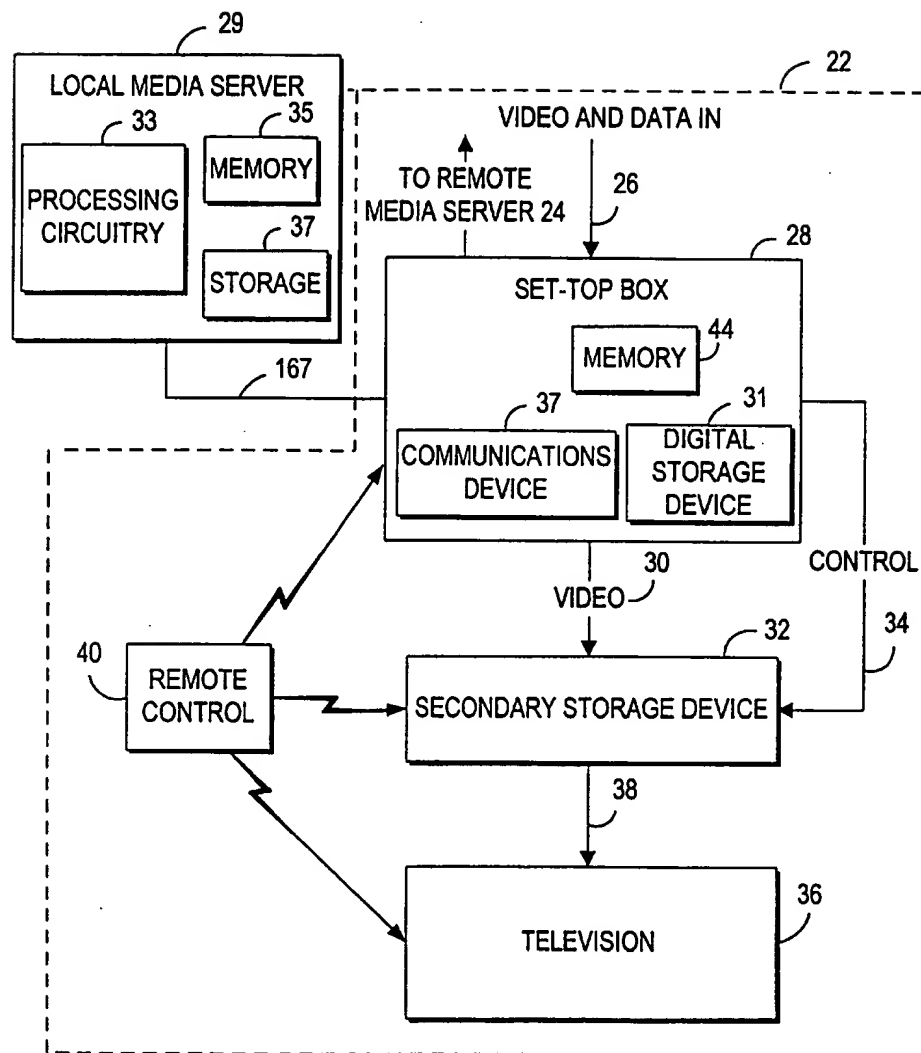 29
LOCAL MEDIA SERVER
33
PROCESSING
CIRCUITRY
35
MEMORY
37
STORAGE
22
VIDEO AND DATA IN
TO REMOTE
MEDIA SERVER 24
26
28
SET-TOP BOX
44
MEMORY
167
37
COMMUNICATIONS
DEVICE
31
DIGITAL
STORAGE
DEVICE
30
VIDEO
CONTROL
34
40
REMOTE
CONTROL
32
SECONDARY STORAGE DEVICE
38
36
TELEVISION